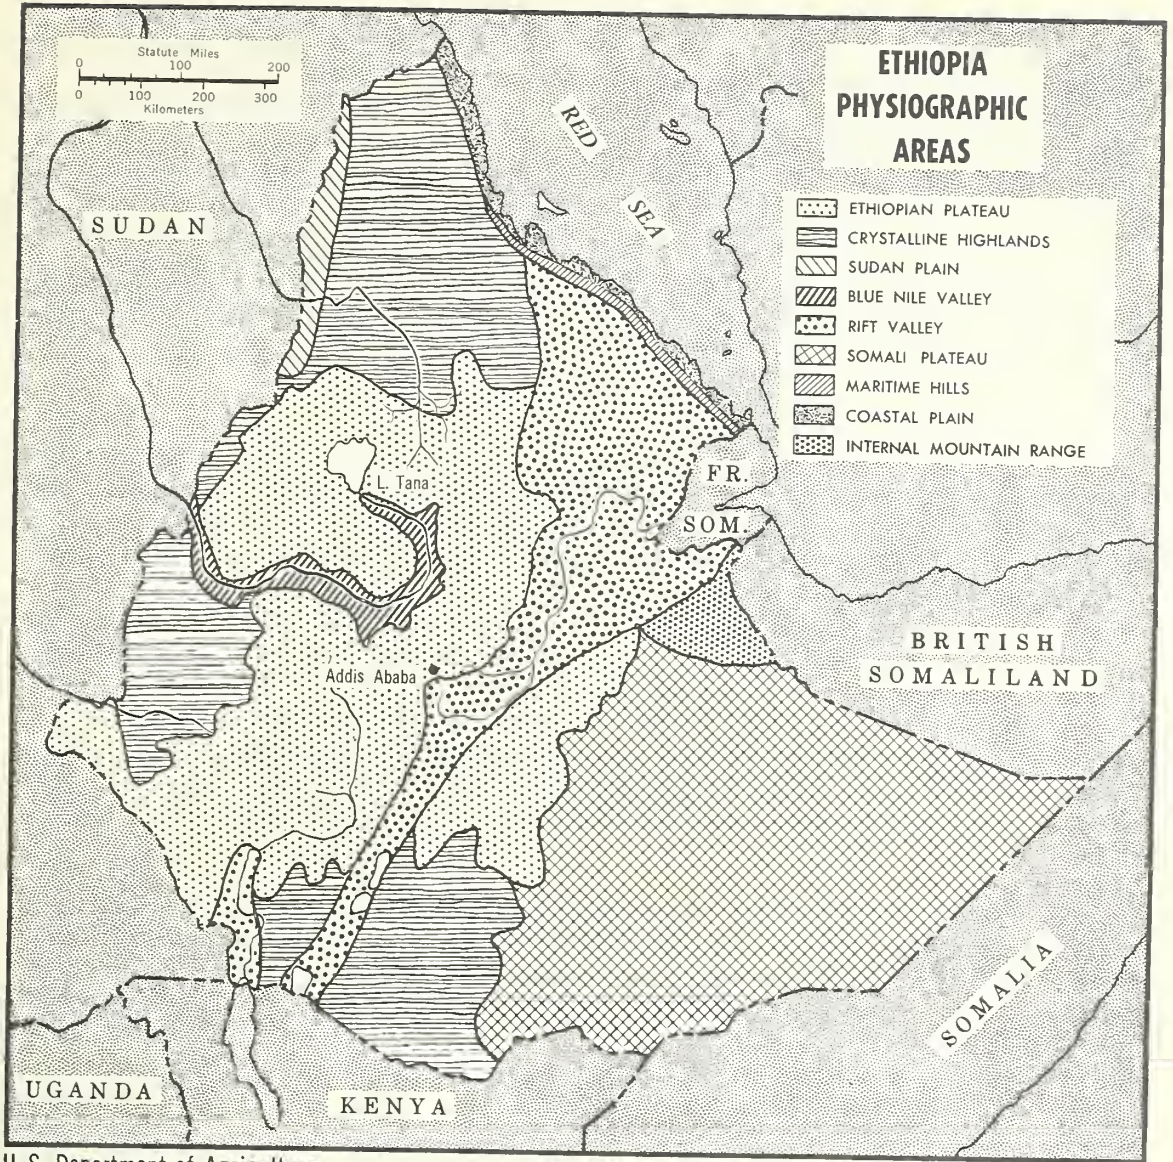 Statute Miles
0 100 200
0 100 200 300
Kilometers
ETHIOPIA
PHYSIOGRAPHIC
AREAS
ETHIOPIAN PLATEAU
CRYSTALLINE HIGHLANDS
SUDAN PLAIN
BLUE NILE VALLEY
RIFT VALLEY
SOMALI PLATEAU
MARITIME HILLS
COASTAL PLAIN
INTERNAL MOUNTAIN RANGE
RED
SEA
SUDAN
L. Tana
FR.
SOM.
Addis Ababa
BRITISH
SOMALILAND
SOMALIA
UGANDA
KENYA
U. S. Department of